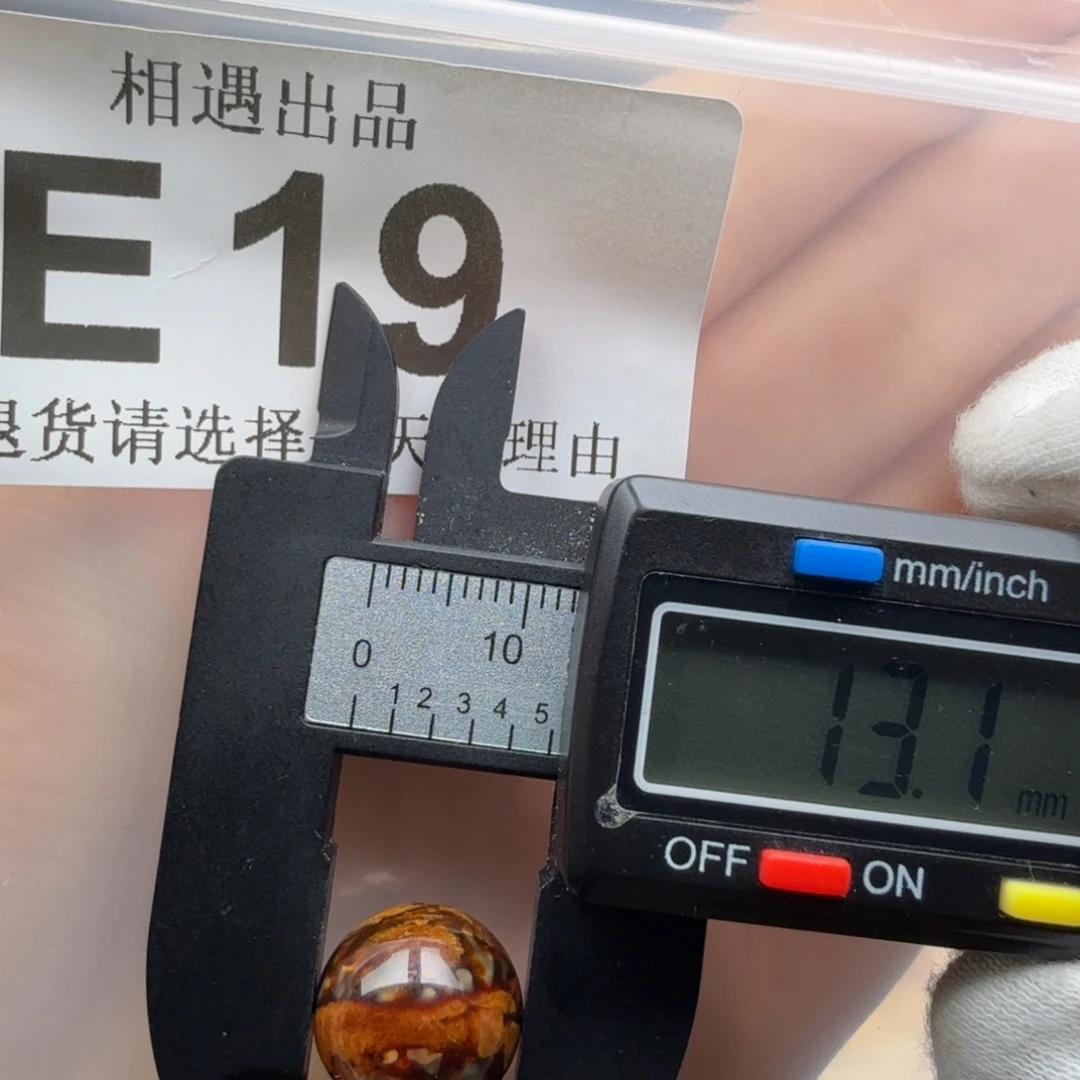 相遇出品
E19
退货请选择 天 理由
mm/inch
0 10
1 2 3 4 5
13.1 mm
OFF ON